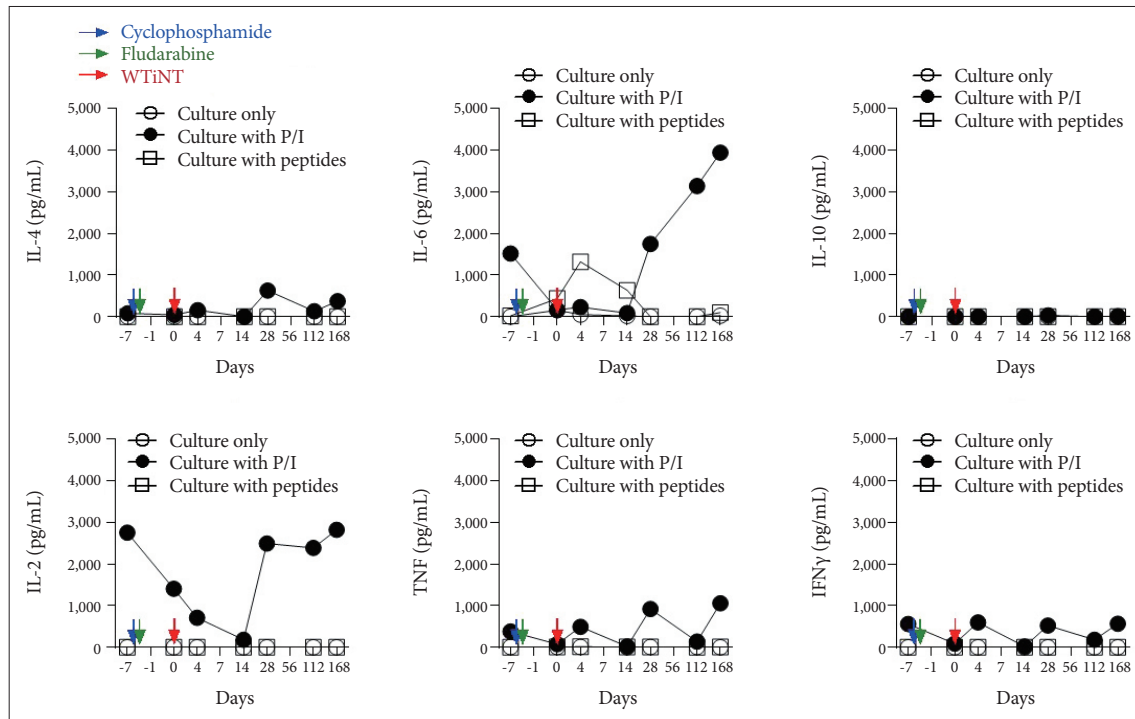 Cyclophosphamide
Fludarabine
WTiNT
Culture only
Culture with P/I
Culture with peptides
5,000
4,000
3,000
2,000
1,000
0
IL-4 (pg/mL)
-7 -1 0 4 7 14 28 56 112 168
Days
Culture only
Culture with P/I
Culture with peptides
5,000
4,000
3,000
2,000
1,000
0
IL-6 (pg/mL)
-7 -1 0 4 7 14 28 56 112 168
Days
Culture only
Culture with P/I
Culture with peptides
5,000
4,000
3,000
2,000
1,000
0
IL-10 (pg/mL)
-7 -1 0 4 7 14 28 56 112 168
Days
Culture only
Culture with P/I
Culture with peptides
5,000
4,000
3,000
2,000
1,000
0
IL-2 (pg/mL)
-7 -1 0 4 7 14 28 56 112 168
Days
Culture only
Culture with P/I
Culture with peptides
5,000
4,000
3,000
2,000
1,000
0
TNF (pg/mL)
-7 -1 0 4 7 14 28 56 112 168
Days
Culture only
Culture with P/I
Culture with peptides
5,000
4,000
3,000
2,000
1,000
0
IFNγ (pg/mL)
-7 -1 0 4 7 14 28 56 112 168
Days